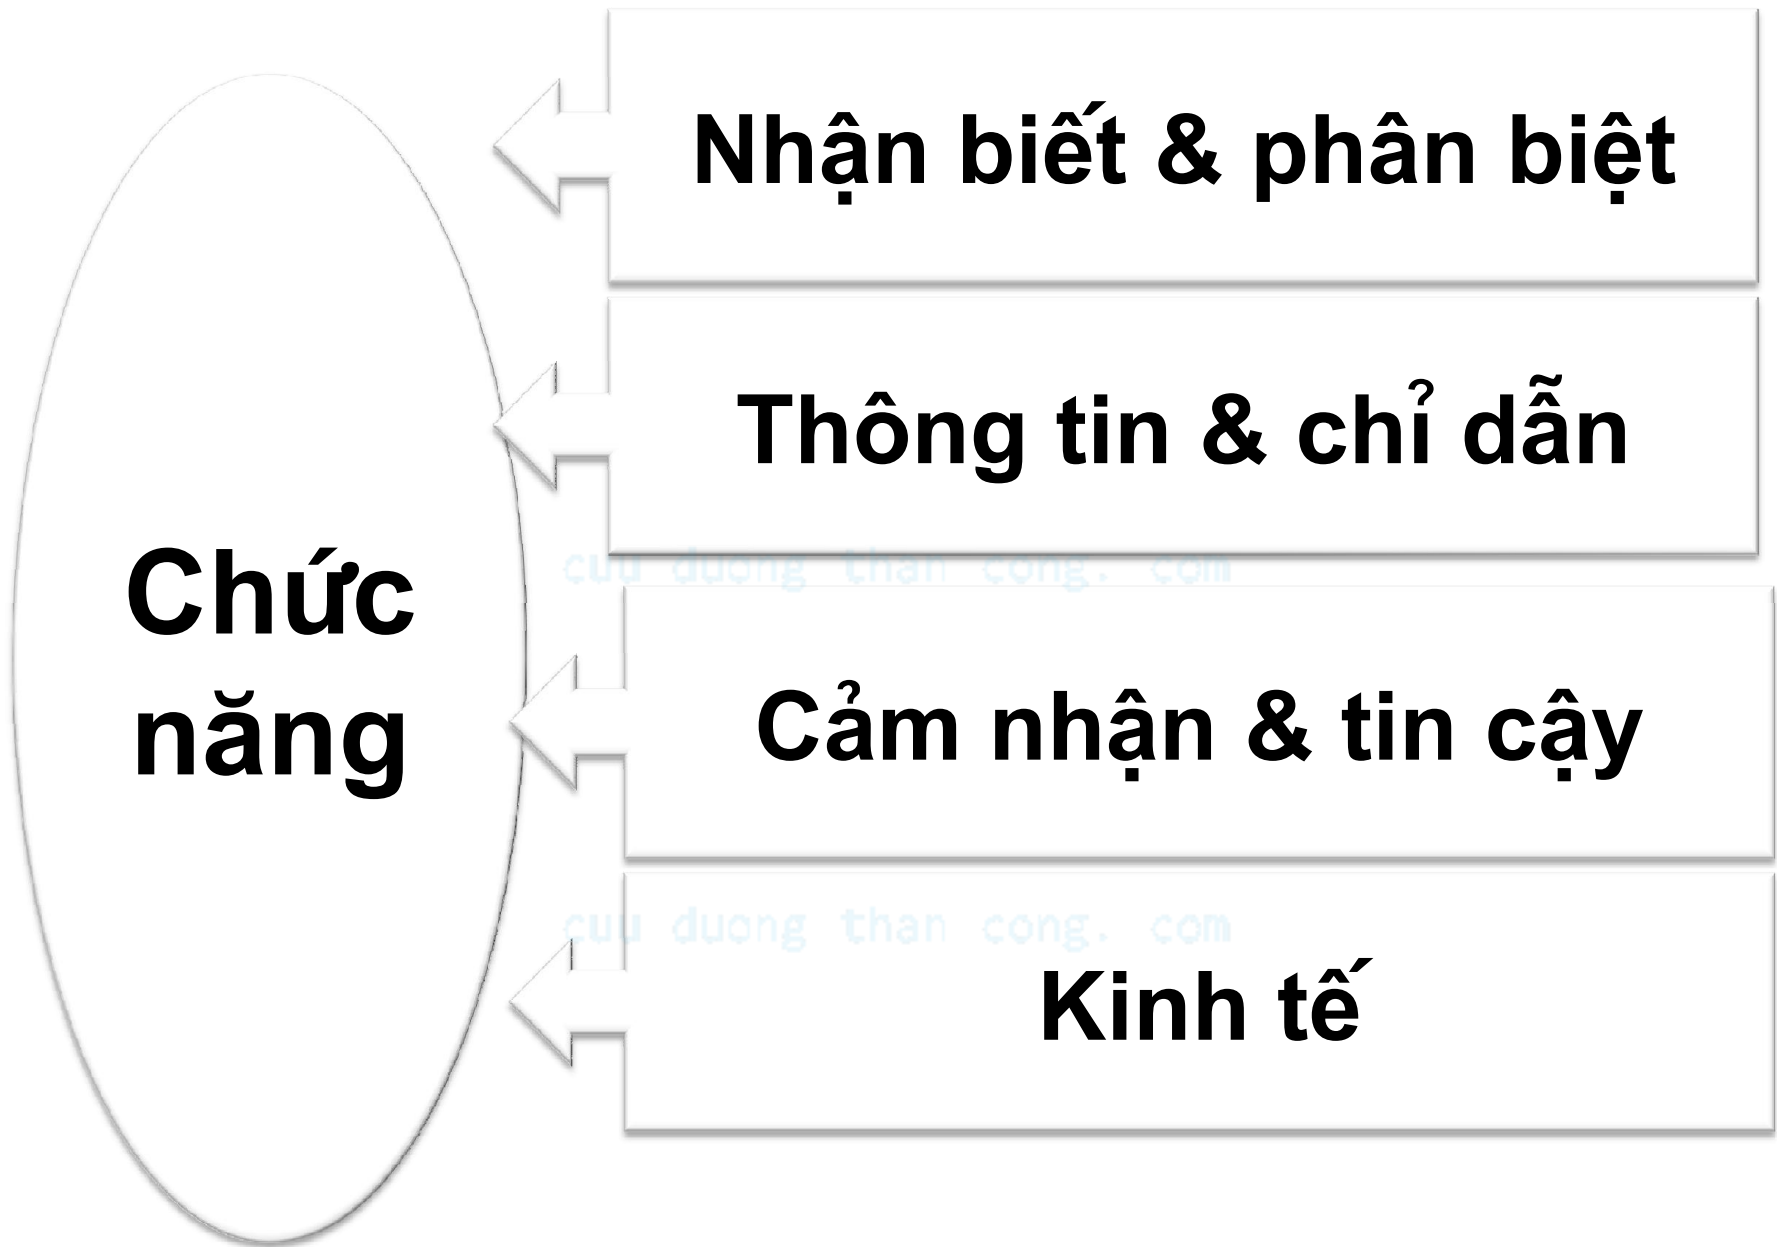 Nhận biết & phân biệt
Thông tin & chỉ dẫn
cuu duong than cong. com
Chức
năng
Cảm nhận & tin cậy
cuu duong than cong. com
Kinh tế